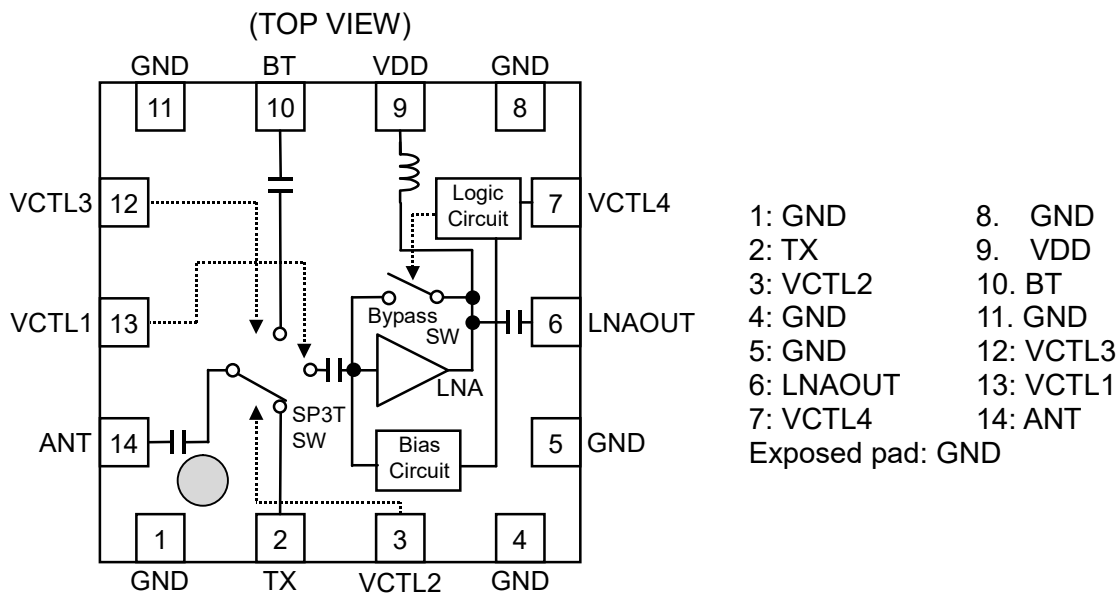 (TOP VIEW)
GND BT VDD GND
11 10 9 8
VCTL3 12
Logic
Circuit
7 VCTL4
VCTL1 13
Bypass
SW
6 LNAOUT
LNA
SP3T
SW
ANT 14
Bias
Circuit
5 GND
1 2 3 4
GND TX VCTL2 GND
1: GND 8. GND
2: TX 9. VDD
3: VCTL2 10. BT
4: GND 11. GND
5: GND 12: VCTL3
6: LNAOUT 13: VCTL1
7: VCTL4 14: ANT
Exposed pad: GND